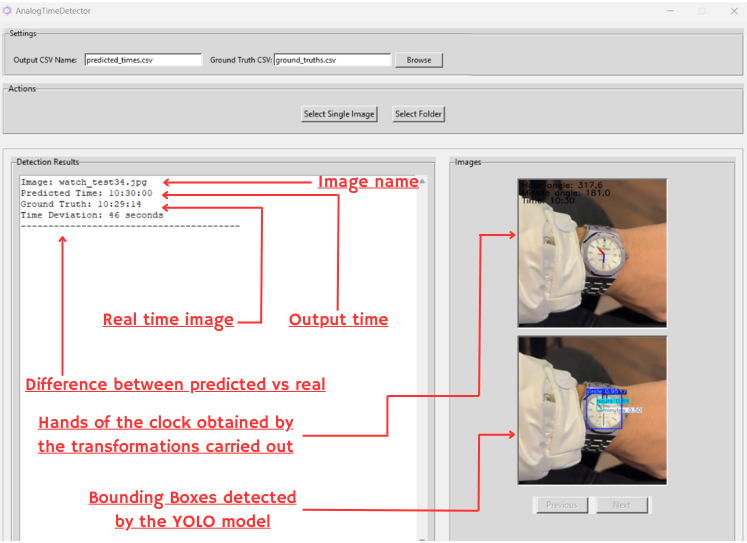 AnalogTimeDetector
Settings
Output CSV Name: predicted_times.csv Ground Truth CSV: ground_truths.csv Browse
Actions
Select Single Image Select Folder
Detection Results
Image: watch_test34.jpg
Predicted Time: 10:30:00
Ground Truth: 10:29:14
Time Deviation: 46 seconds
----------------------------------------
Image name
Real time image
Output time
Difference between predicted vs real
Hands of the clock obtained by
the transformations carried out
Bounding Boxes detected
by the YOLO model
Images
angle: 317.6
angle: 181.0
Time: 10:30
Previous Next